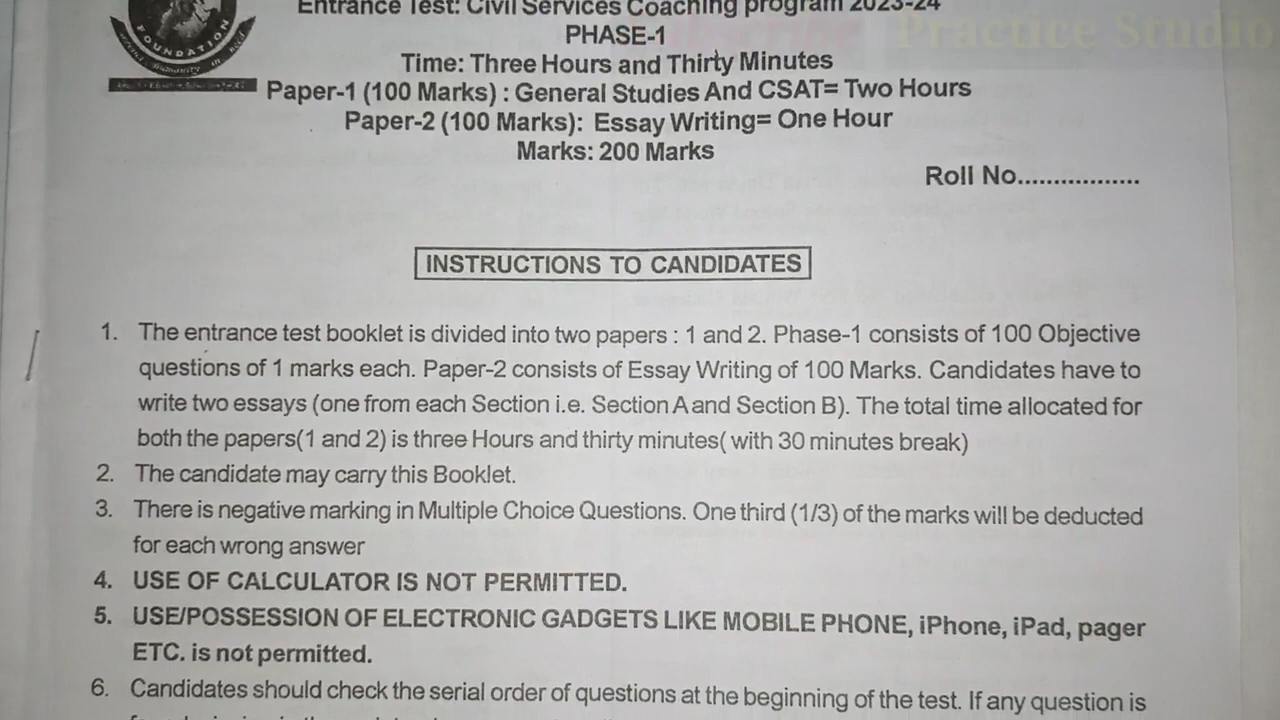 Entrance Test: Civil Services Coaching program 2023-24
Subscribe Practice Studio
FOUNDATION
PHASE-1
Time: Three Hours and Thirty Minutes
Paper-1 (100 Marks) : General Studies And CSAT= Two Hours
Paper-2 (100 Marks): Essay Writing= One Hour
Marks: 200 Marks
Roll No.................
INSTRUCTIONS TO CANDIDATES
1. The entrance test booklet is divided into two papers : 1 and 2. Phase-1 consists of 100 Objective
questions of 1 marks each. Paper-2 consists of Essay Writing of 100 Marks. Candidates have to
write two essays (one from each Section i.e. Section A and Section B). The total time allocated for
both the papers(1 and 2) is three Hours and thirty minutes( with 30 minutes break)
2. The candidate may carry this Booklet.
3. There is negative marking in Multiple Choice Questions. One third (1/3) of the marks will be deducted
for each wrong answer
4. USE OF CALCULATOR IS NOT PERMITTED.
5. USE/POSSESSION OF ELECTRONIC GADGETS LIKE MOBILE PHONE, iPhone, iPad, pager
ETC. is not permitted.
6. Candidates should check the serial order of questions at the beginning of the test. If any question is